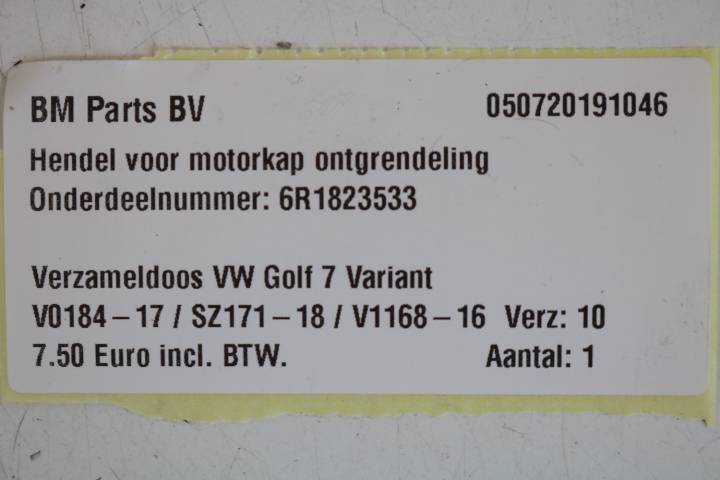 BM Parts BV 050720191046
Hendel voor motorkap ontgrendeling
Onderdeelnummer: 6R1823533
Verzameldoos VW Golf 7 Variant
V0184-17 / SZ171-18 / V1168-16 Verz: 10
7.50 Euro incl. BTW. Aantal: 1